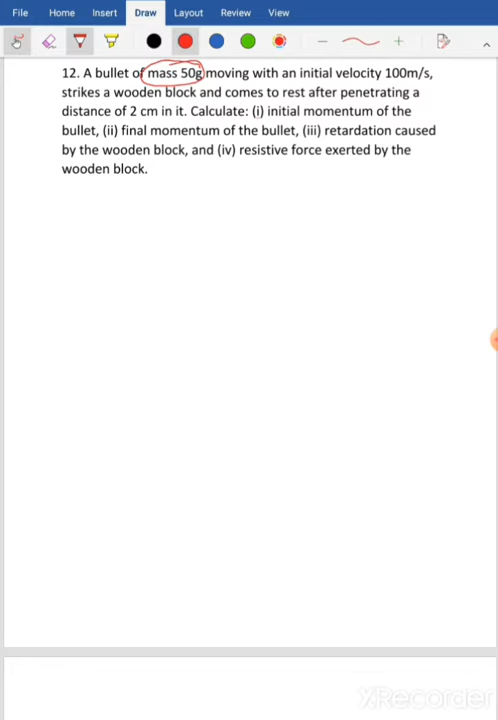 File Home Insert Draw Layout Review View
12. A bullet of mass 50g moving with an initial velocity 100m/s,
strikes a wooden block and comes to rest after penetrating a
distance of 2 cm in it. Calculate: (i) initial momentum of the
bullet, (ii) final momentum of the bullet, (iii) retardation caused
by the wooden block, and (iv) resistive force exerted by the
wooden block.
XRecorder